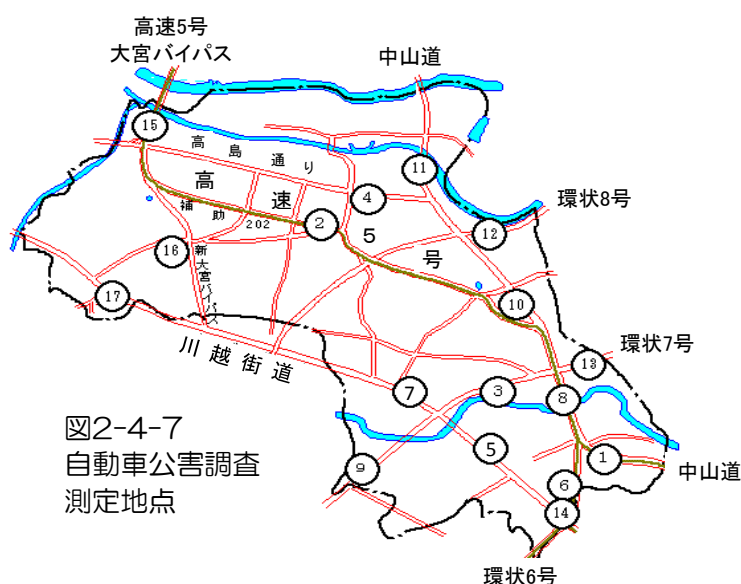 高速5号
大宮バイパス
中山道
15
高島通り
高速5号
11
補助202
4
環状8号
2
12
16
新大宮バイパス
17
10
川越街道
環状7号
13
7
3
8
図2-4-7
自動車公害調査
測定地点
5
9
1
中山道
6
14
環状6号